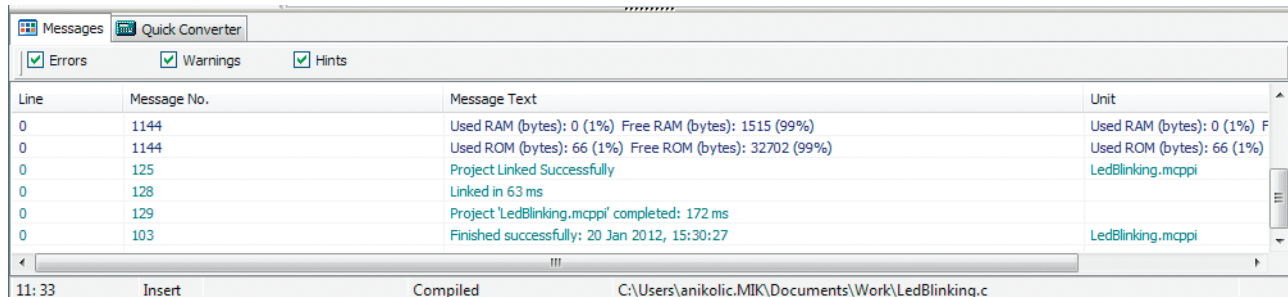 Messages Quick Converter
Errors Warnings Hints
Line Message No. Message Text Unit
0 1144 Used RAM (bytes): 0 (1%) Free RAM (bytes): 1515 (99%) Used RAM (bytes): 0 (1%) F
0 1144 Used ROM (bytes): 66 (1%) Free ROM (bytes): 32702 (99%) Used ROM (bytes): 66 (1%)
0 125 Project Linked Successfully LedBlinking.mcppi
0 128 Linked in 63 ms
0 129 Project 'LedBlinking.mcppi' completed: 172 ms
0 103 Finished successfully: 20 Jan 2012, 15:30:27 LedBlinking.mcppi
11: 33 Insert Compiled C:\Users\anikolic.MIK\Documents\Work\LedBlinking.c